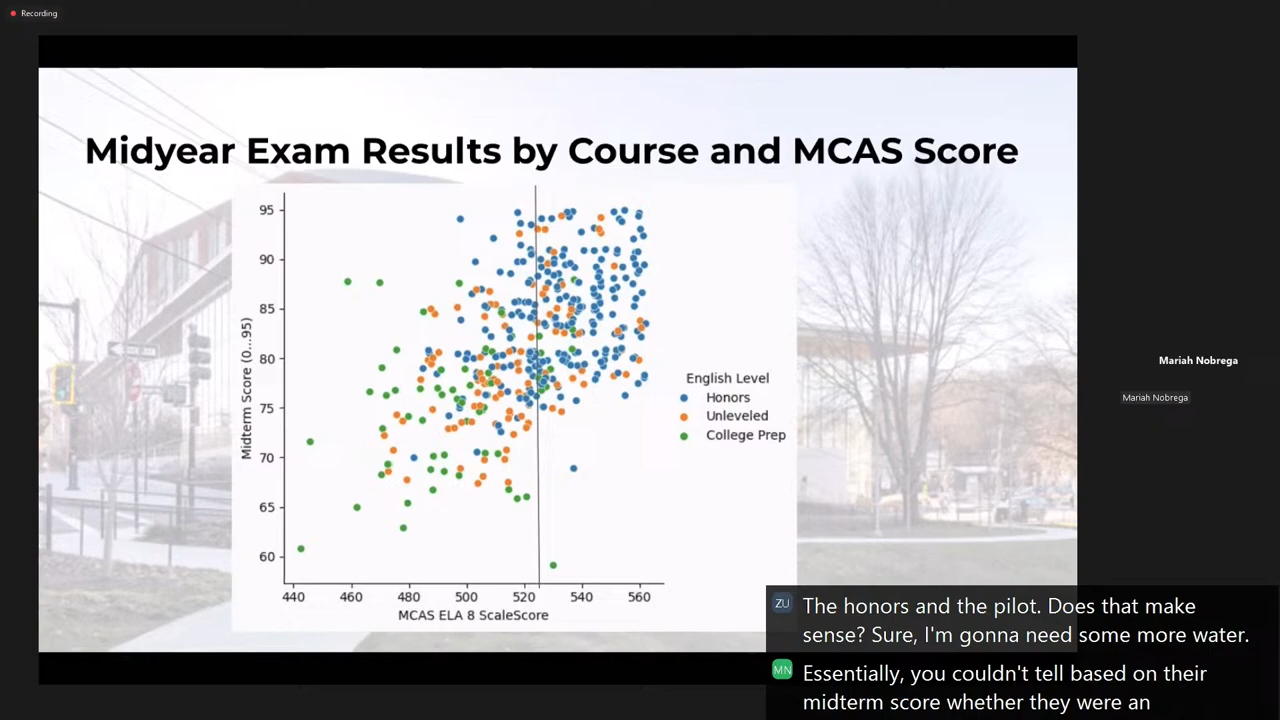 Recording
Midyear Exam Results by Course and MCAS Score
95
90
85
80
75
70
65
60
Midterm Score (0...95)
440 460 480 500 520 540 560
MCAS ELA 8 ScaleScore
English Level
Honors
Unleveled
College Prep
Mariah Nobrega
Mariah Nobrega
ZU
The honors and the pilot. Does that make
sense? Sure, I'm gonna need some more water.
MN
Essentially, you couldn't tell based on their
midterm score whether they were an